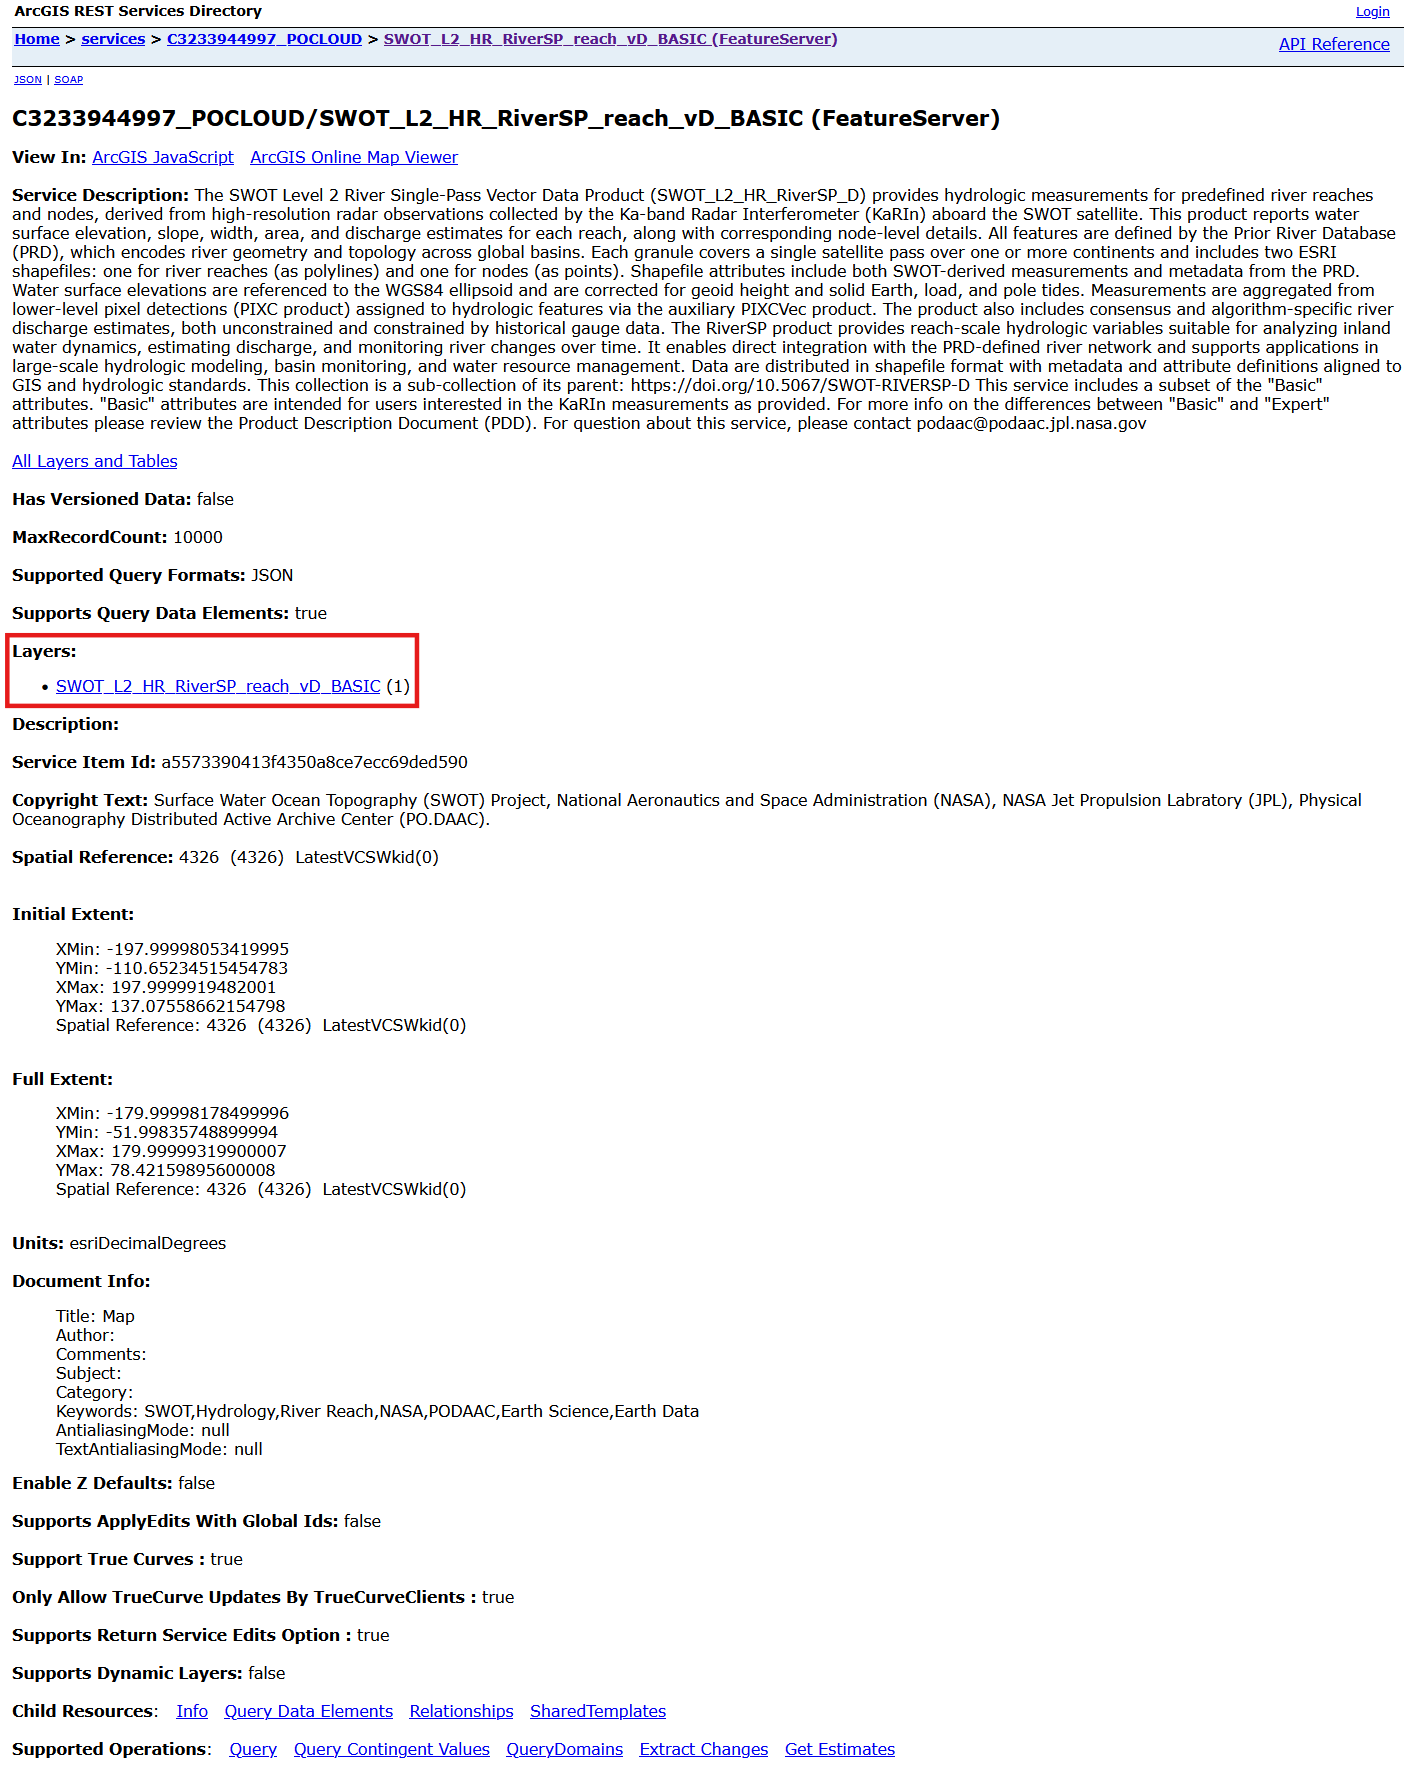 ArcGIS REST Services Directory
Login
Home > services > C3233944997_POCLOUD > SWOT_L2_HR_RiverSP_reach_vD_BASIC (FeatureServer)
API Reference
JSON | SOAP
C3233944997_POCLOUD/SWOT_L2_HR_RiverSP_reach_vD_BASIC (FeatureServer)
View In: ArcGIS JavaScript ArcGIS Online Map Viewer
Service Description: The SWOT Level 2 River Single-Pass Vector Data Product (SWOT_L2_HR_RiverSP_D) provides hydrologic measurements for predefined river reaches
and nodes, derived from high-resolution radar observations collected by the Ka-band Radar Interferometer (KaRIn) aboard the SWOT satellite. This product reports water
surface elevation, slope, width, area, and discharge estimates for each reach, along with corresponding node-level details. All features are defined by the Prior River Database
(PRD), which encodes river geometry and topology across global basins. Each granule covers a single satellite pass over one or more continents and includes two ESRI
shapefiles: one for river reaches (as polylines) and one for nodes (as points). Shapefile attributes include both SWOT-derived measurements and metadata from the PRD.
Water surface elevations are referenced to the WGS84 ellipsoid and are corrected for geoid height and solid Earth, load, and pole tides. Measurements are aggregated from
lower-level pixel detections (PIXC product) assigned to hydrologic features via the auxiliary PIXCVec product. The product also includes consensus and algorithm-specific river
discharge estimates, both unconstrained and constrained by historical gauge data. The RiverSP product provides reach-scale hydrologic variables suitable for analyzing inland
water dynamics, estimating discharge, and monitoring river changes over time. It enables direct integration with the PRD-defined river network and supports applications in
large-scale hydrologic modeling, basin monitoring, and water resource management. Data are distributed in shapefile format with metadata and attribute definitions aligned to
GIS and hydrologic standards. This collection is a sub-collection of its parent: https://doi.org/10.5067/SWOT-RIVERSP-D This service includes a subset of the "Basic"
attributes. "Basic" attributes are intended for users interested in the KaRIn measurements as provided. For more info on the differences between "Basic" and "Expert"
attributes please review the Product Description Document (PDD). For question about this service, please contact podaac@podaac.jpl.nasa.gov
All Layers and Tables
Has Versioned Data: false
MaxRecordCount: 10000
Supported Query Formats: JSON
Supports Query Data Elements: true
Layers:
• SWOT_L2_HR_RiverSP_reach_vD_BASIC (1)
Description:
Service Item Id: a5573390413f4350a8ce7ecc69ded590
Copyright Text: Surface Water Ocean Topography (SWOT) Project, National Aeronautics and Space Administration (NASA), NASA Jet Propulsion Labratory (JPL), Physical
Oceanography Distributed Active Archive Center (PO.DAAC).
Spatial Reference: 4326 (4326) LatestVCSWkid(0)
Initial Extent:
XMin: -197.99998053419995
YMin: -110.65234515454783
XMax: 197.9999919482001
YMax: 137.07558662154798
Spatial Reference: 4326 (4326) LatestVCSWkid(0)
Full Extent:
XMin: -179.99998178499996
YMin: -51.99835748899994
XMax: 179.99999319900007
YMax: 78.42159895600008
Spatial Reference: 4326 (4326) LatestVCSWkid(0)
Units: esriDecimalDegrees
Document Info:
Title: Map
Author:
Comments:
Subject:
Category:
Keywords: SWOT,Hydrology,River Reach,NASA,PODAAC,Earth Science,Earth Data
AntialiasingMode: null
TextAntialiasingMode: null
Enable Z Defaults: false
Supports ApplyEdits With Global Ids: false
Support True Curves : true
Only Allow TrueCurve Updates By TrueCurveClients : true
Supports Return Service Edits Option : true
Supports Dynamic Layers: false
Child Resources: Info Query Data Elements Relationships SharedTemplates
Supported Operations: Query Query Contingent Values QueryDomains Extract Changes Get Estimates